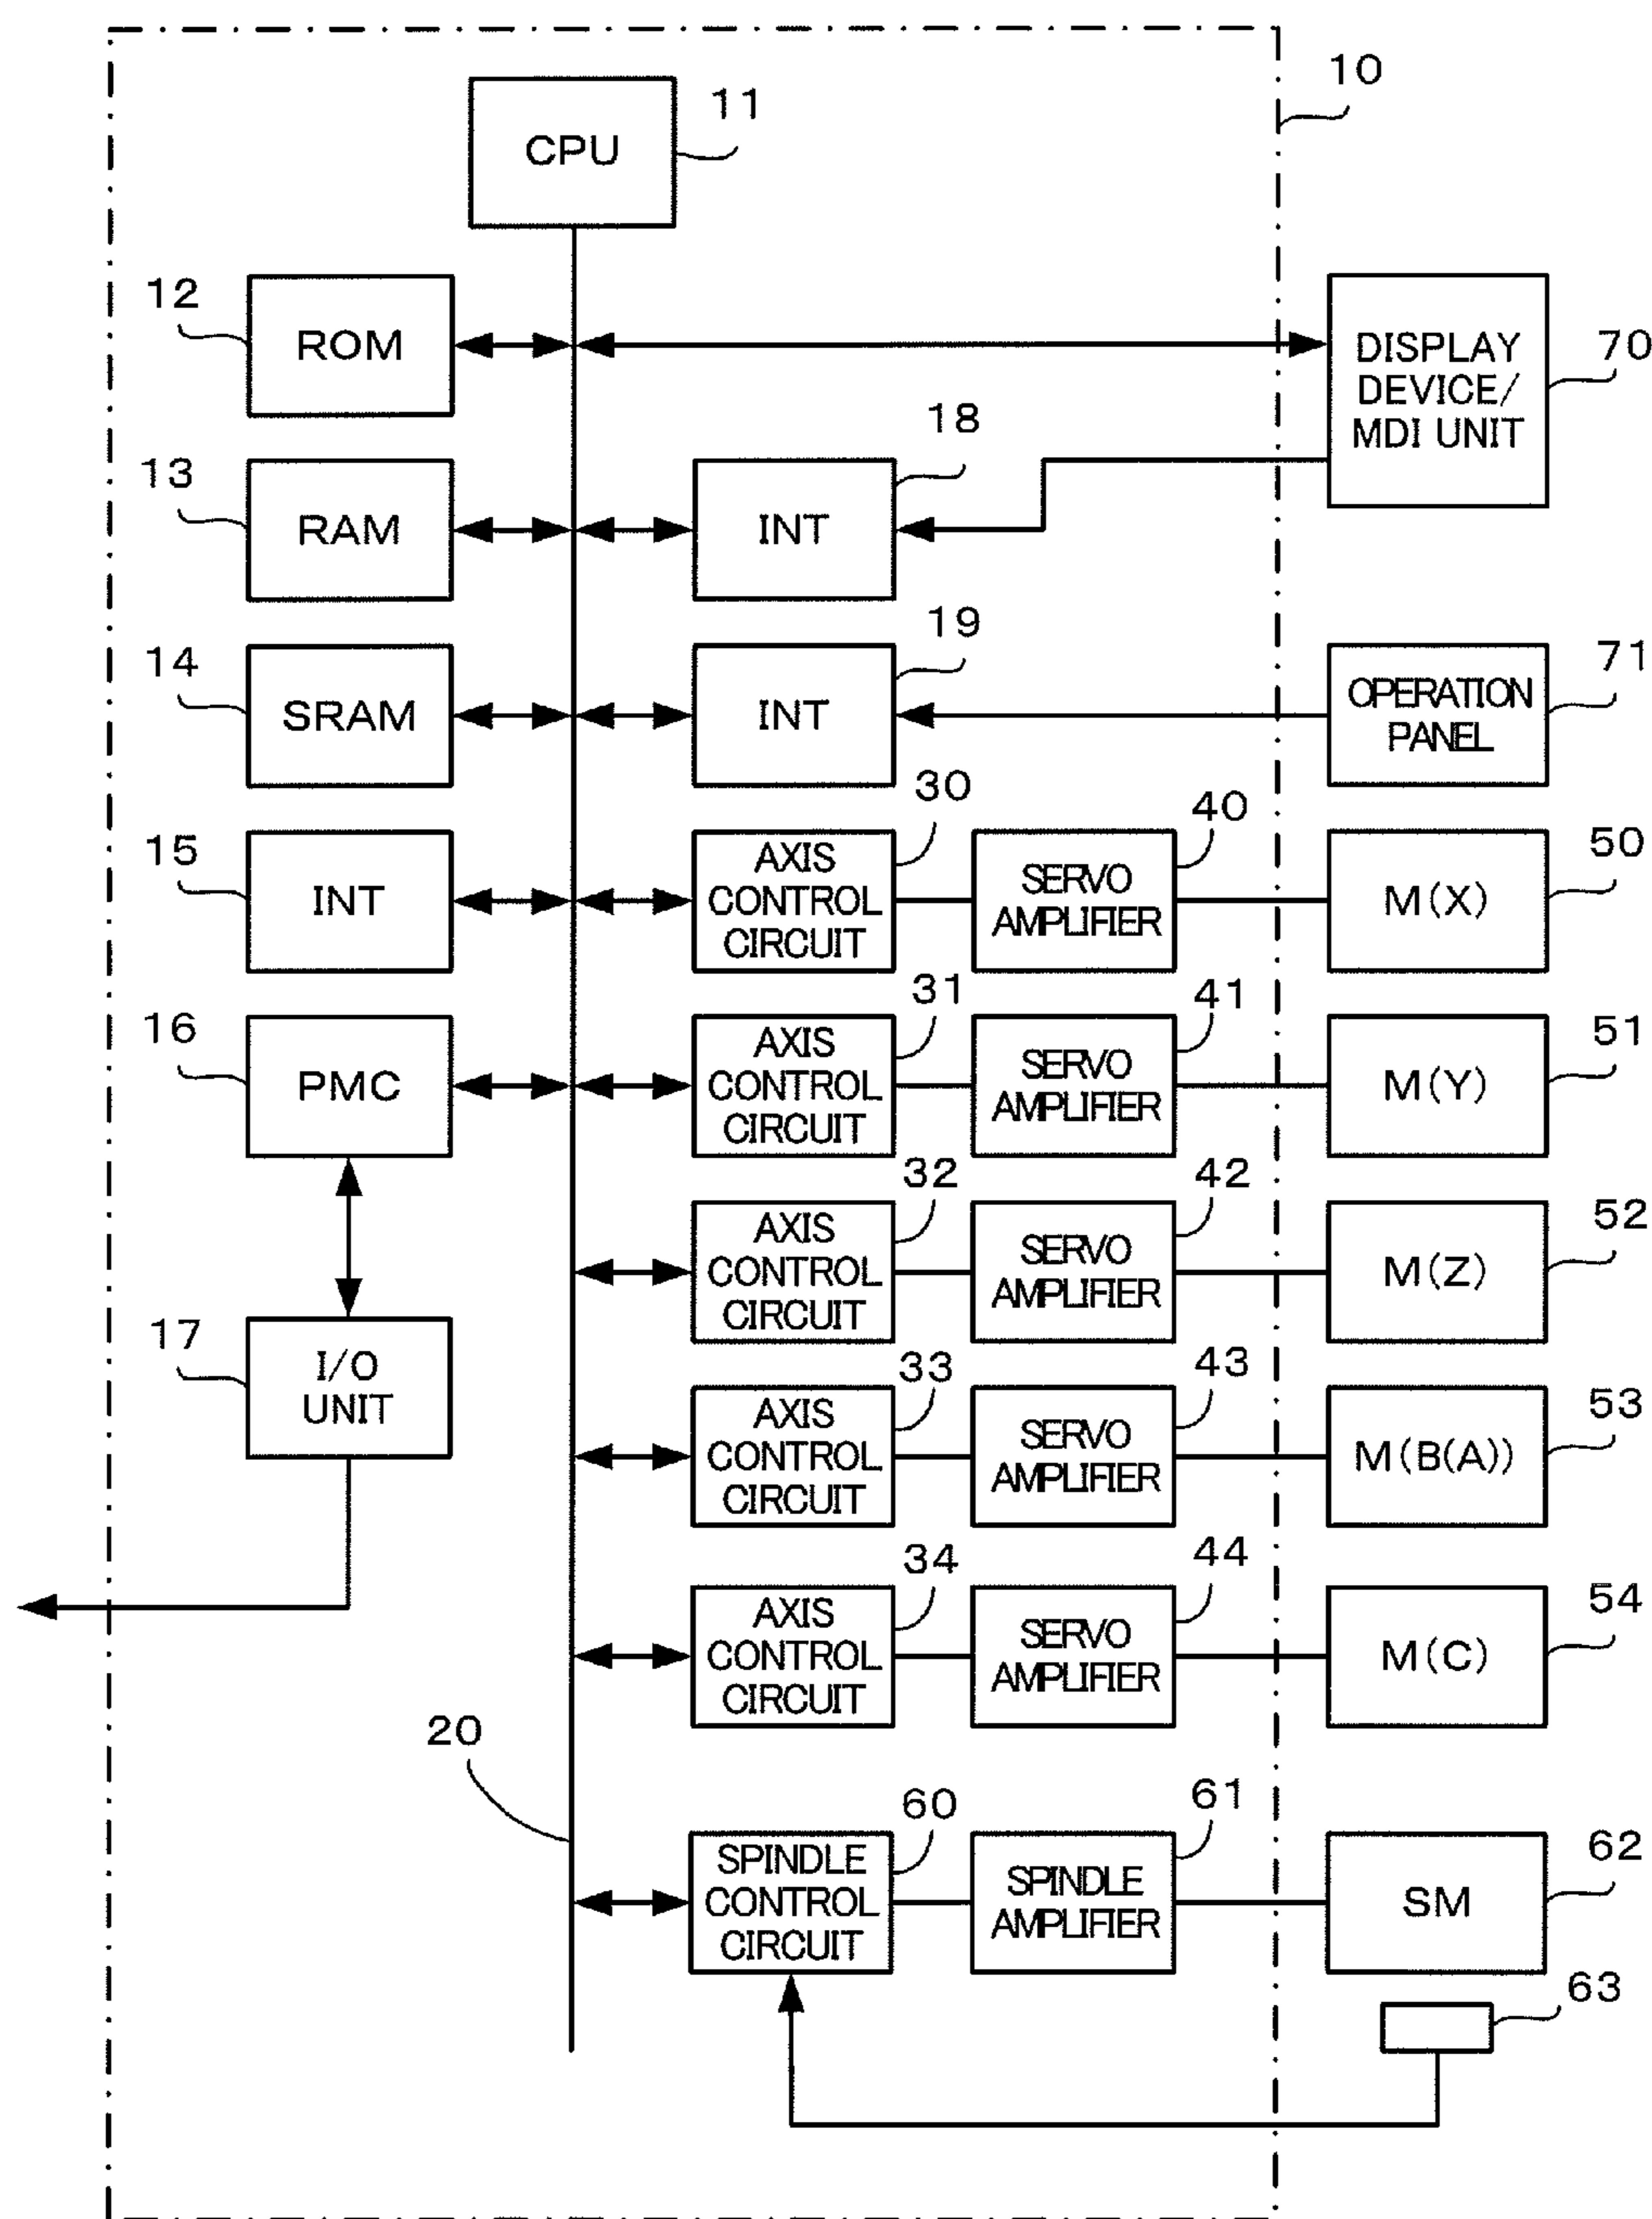 10
11
CPU
12
ROM
DISPLAY
DEVICE/
MDI UNIT
70
18
13
RAM
INT
19
14
SRAM
INT
OPERATION
PANEL
71
30
40
50
15
INT
AXIS
CONTROL
CIRCUIT
SERVO
AMPLIFIER
M(X)
31
41
51
16
PMC
AXIS
CONTROL
CIRCUIT
SERVO
AMPLIFIER
M(Y)
32
42
52
AXIS
CONTROL
CIRCUIT
SERVO
AMPLIFIER
M(Z)
17
I/O
UNIT
33
43
53
AXIS
CONTROL
CIRCUIT
SERVO
AMPLIFIER
M(B(A))
34
44
54
AXIS
CONTROL
CIRCUIT
SERVO
AMPLIFIER
M(C)
20
60
61
62
SPINDLE
CONTROL
CIRCUIT
SPINDLE
AMPLIFIER
SM
63